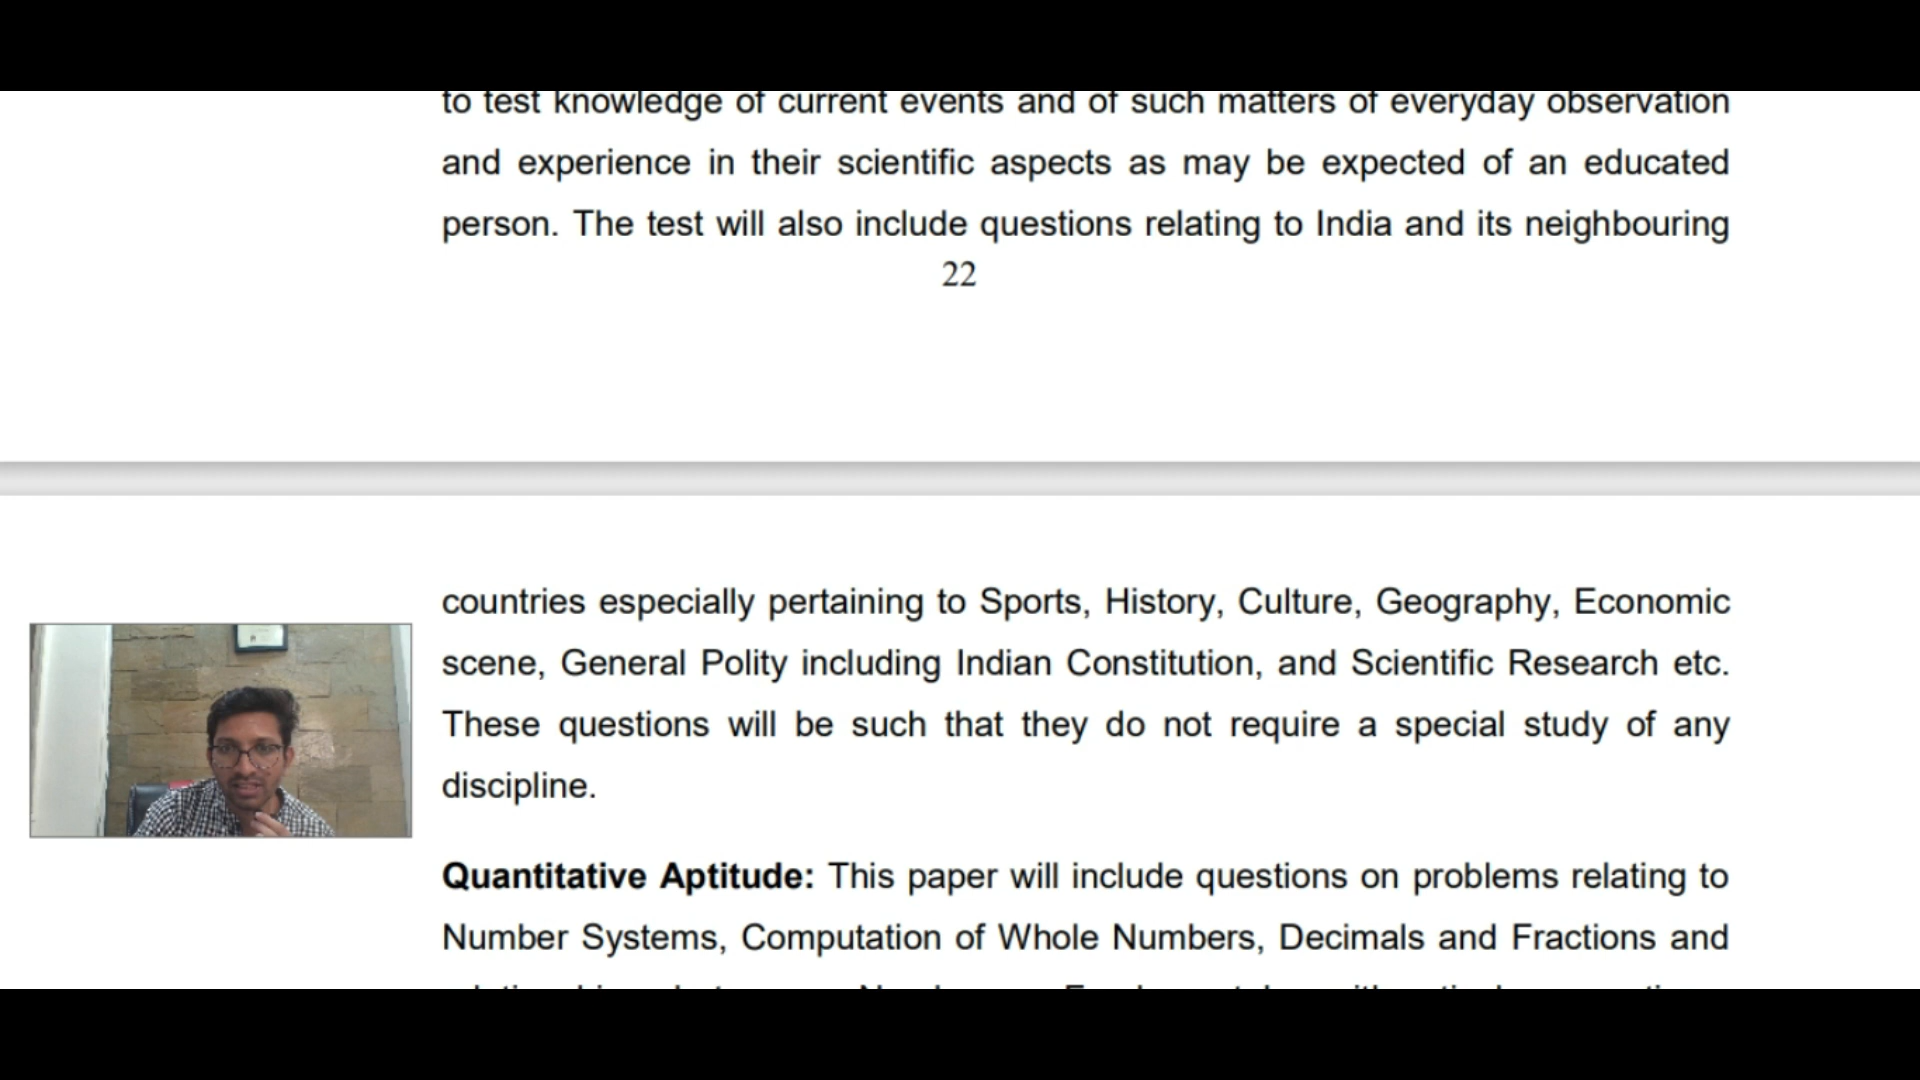 to test knowledge of current events and of such matters of everyday observation
and experience in their scientific aspects as may be expected of an educated
person. The test will also include questions relating to India and its neighbouring
22
countries especially pertaining to Sports, History, Culture, Geography, Economic
scene, General Polity including Indian Constitution, and Scientific Research etc.
These questions will be such that they do not require a special study of any
discipline.
Quantitative Aptitude: This paper will include questions on problems relating to
Number Systems, Computation of Whole Numbers, Decimals and Fractions and